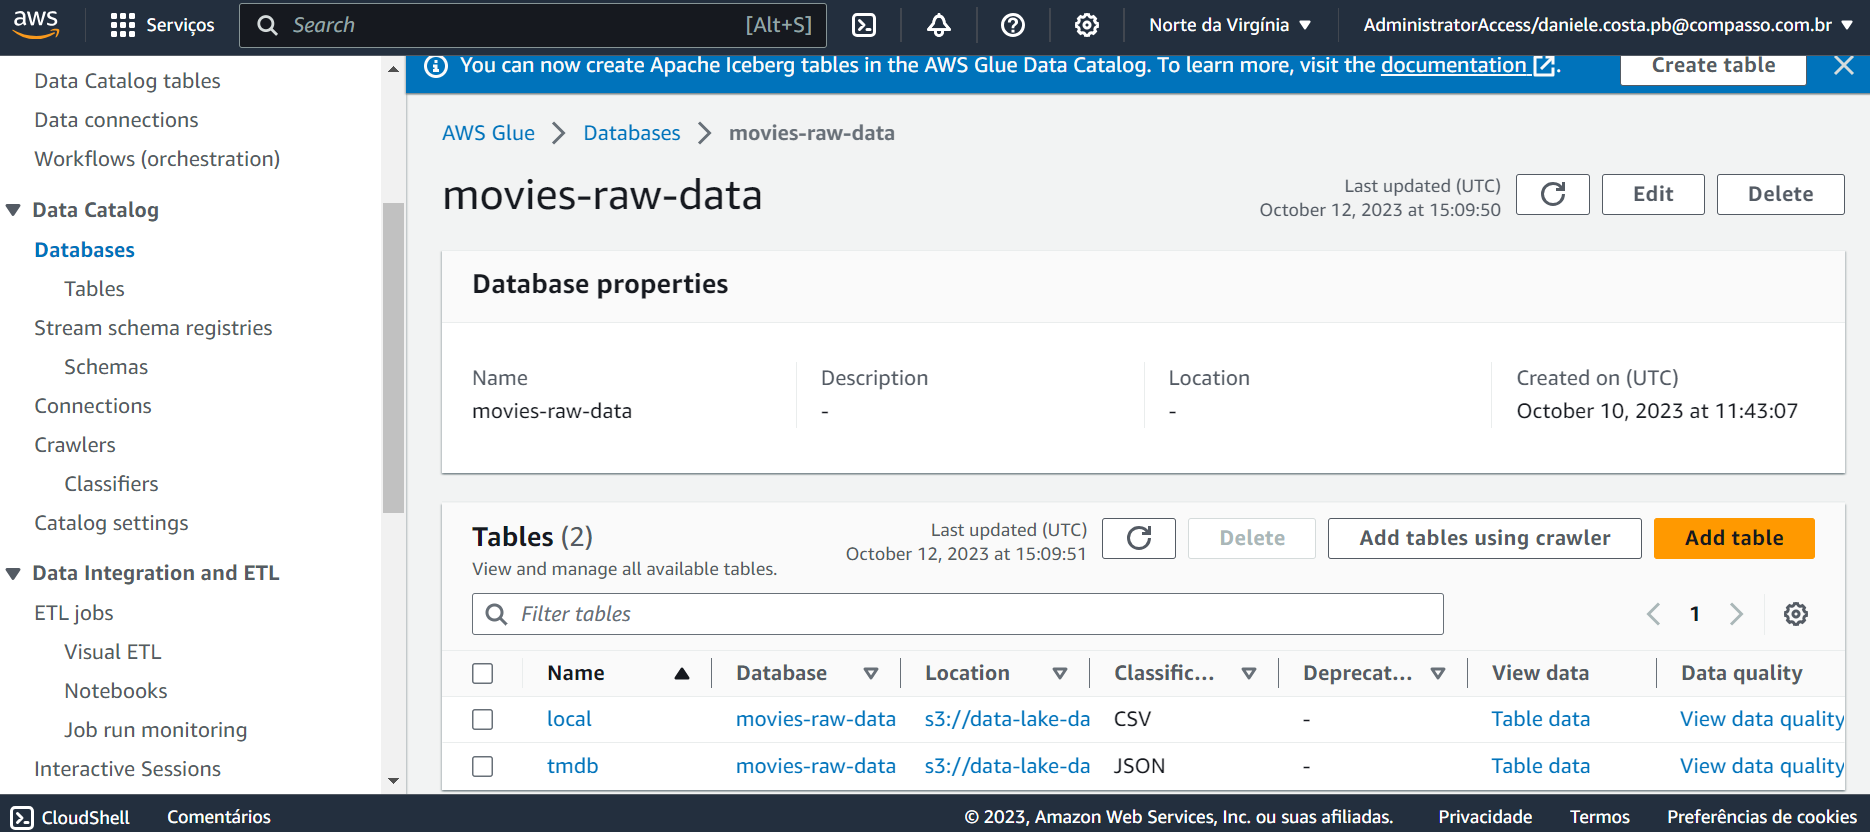 aws
Serviços
Search
[Alt+S]
Norte da Virgínia
AdministratorAccess/daniele.costa.pb@compasso.com.br
Data Catalog tables
Data connections
Workflows (orchestration)
Data Catalog
Databases
Tables
Stream schema registries
Schemas
Connections
Crawlers
Classifiers
Catalog settings
Data Integration and ETL
ETL jobs
Visual ETL
Notebooks
Job run monitoring
Interactive Sessions
You can now create Apache Iceberg tables in the AWS Glue Data Catalog. To learn more, visit the documentation.
Create table
AWS Glue
Databases
movies-raw-data
movies-raw-data
Last updated (UTC)
October 12, 2023 at 15:09:50
Edit
Delete
Database properties
Name
movies-raw-data
Description
-
Location
-
Created on (UTC)
October 10, 2023 at 11:43:07
Tables (2)
View and manage all available tables.
Last updated (UTC)
October 12, 2023 at 15:09:51
Delete
Add tables using crawler
Add table
Filter tables
1
Name Database Location Classific... Deprecat... View data Data quality
local movies-raw-data s3://data-lake-da CSV - Table data View data quality
tmdb movies-raw-data s3://data-lake-da JSON - Table data View data quality
CloudShell
Comentários
© 2023, Amazon Web Services, Inc. ou suas afiliadas.
Privacidade
Termos
Preferências de cookies